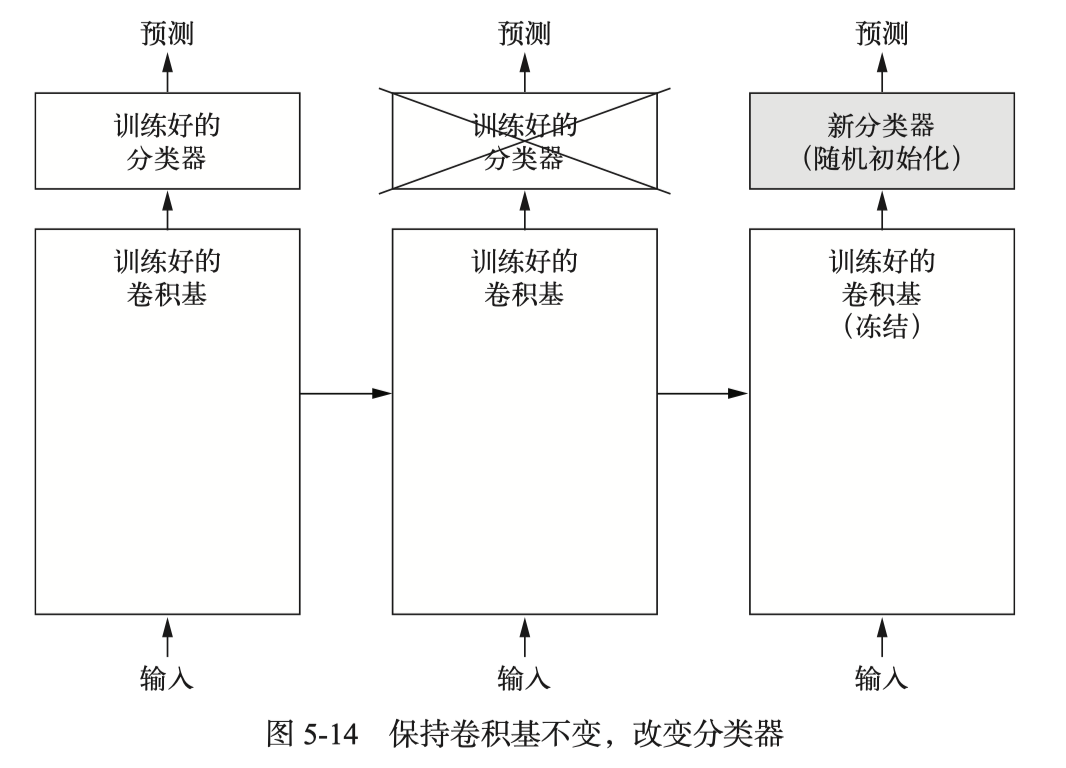 预测
训练好的
分类器
训练好的
卷积基
输入
预测
训练好的
分类器
训练好的
卷积基
输入
预测
新分类器
（随机初始化）
训练好的
卷积基
（冻结）
输入
图 5-14 保持卷积基不变，改变分类器